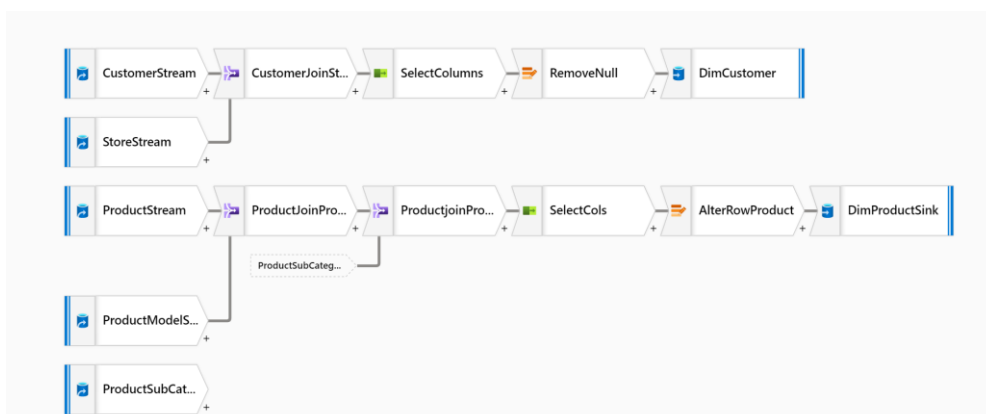 CustomerStream
CustomerJoinSt...
SelectColumns
RemoveNull
DimCustomer
+
+
+
+
StoreStream
+
ProductStream
ProductJoinPro...
ProductjoinPro...
SelectCols
AlterRowProduct
DimProductSink
+
+
+
+
+
ProductSubCateg...
ProductModelS...
+
ProductSubCat...
+